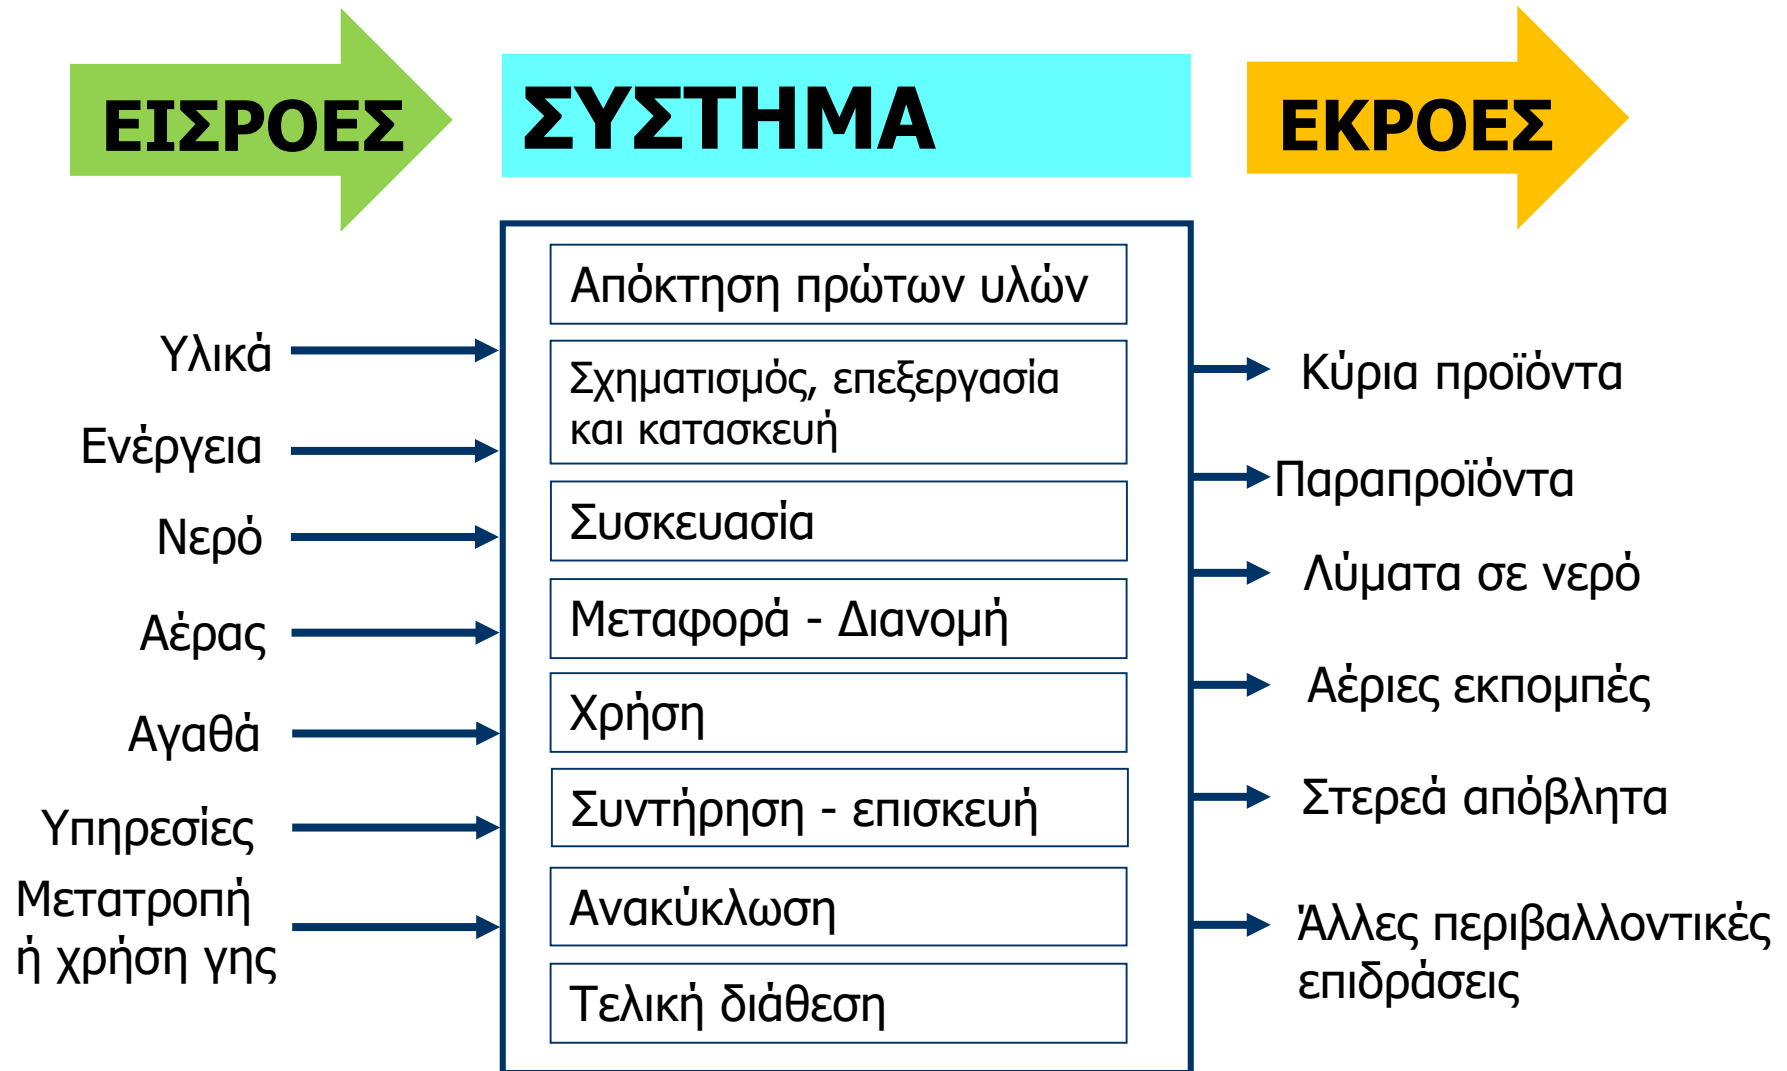 ΕΙΣΡΟΕΣ
ΣΥΣΤΗΜΑ
ΕΚΡΟΕΣ
Υλικά
Ενέργεια
Νερό
Αέρας
Αγαθά
Υπηρεσίες
Μετατροπή
ή χρήση γης
Απόκτηση πρώτων υλών
Σχηματισμός, επεξεργασία
και κατασκευή
Συσκευασία
Μεταφορά - Διανομή
Χρήση
Συντήρηση - επισκευή
Ανακύκλωση
Τελική διάθεση
Κύρια προϊόντα
Παραπροϊόντα
Λύματα σε νερό
Αέριες εκπομπές
Στερεά απόβλητα
Άλλες περιβαλλοντικές
επιδράσεις